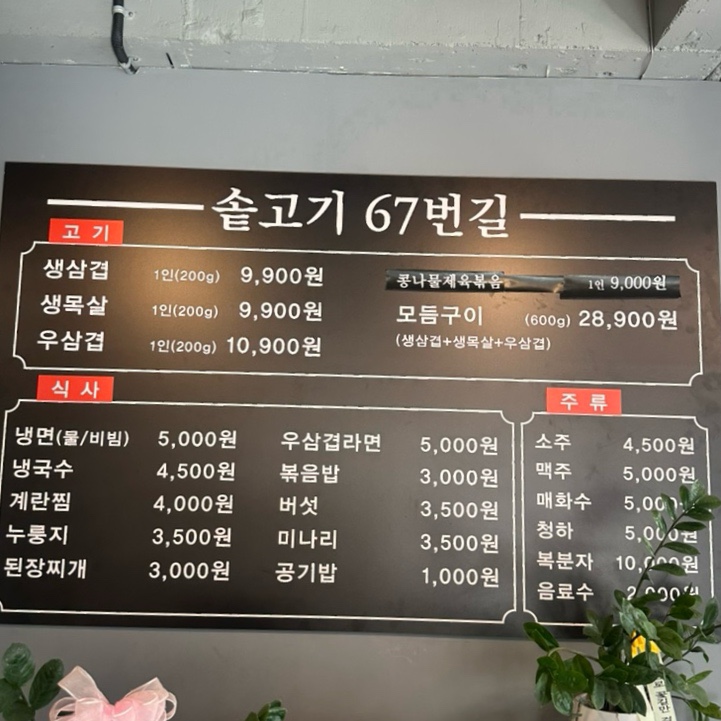 솥고기 67번길
고기
생삼겹 1인(200g) 9,900원
생목살 1인(200g) 9,900원
우삼겹 1인(200g) 10,900원
콩나물제육볶음 1인 9,000원
모듬구이 (600g) 28,900원
(생삼겹+생목살+우삼겹)
식사
냉면(물/비빔) 5,000원
냉국수 4,500원
계란찜 4,000원
누룽지 3,500원
된장찌개 3,000원
우삼겹라면 5,000원
볶음밥 3,000원
버섯 3,500원
미나리 3,500원
공기밥 1,000원
주류
소주 4,500원
맥주 5,000원
매화수
청하
복분자
음료수